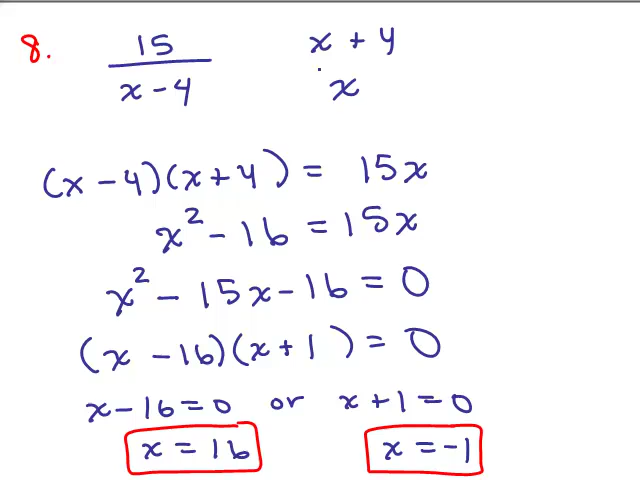 8. 15 x + 4
x - 4 x
(x - 4)(x + 4) = 15x
x² - 16 = 15x
x² - 15x - 16 = 0
(x - 16)(x + 1) = 0
x - 16 = 0 or x + 1 = 0
x = 16 x = -1